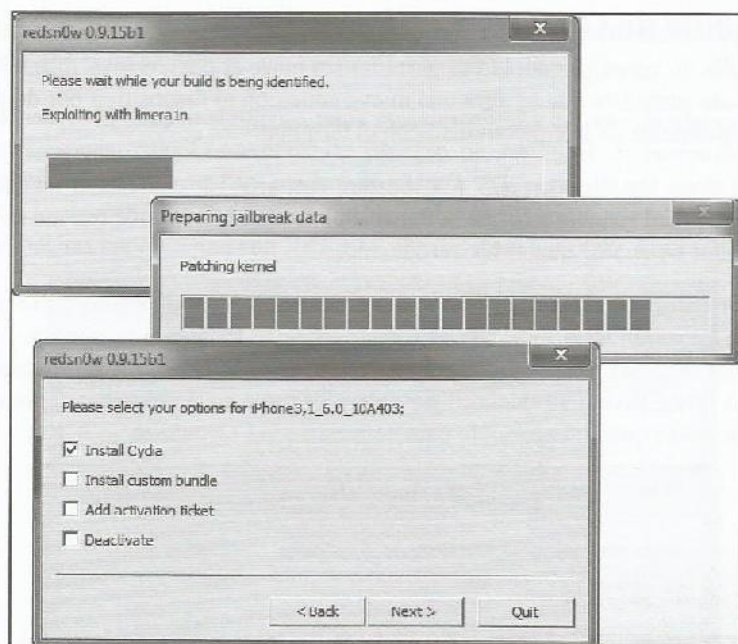 redsn0w 0.9.15b1
Please wait while your build is being identified.
Exploiting with limera1n
Preparing jailbreak data
Patching kernel
redsn0w 0.9.15b1
Please select your options for iPhone3,1_6.0_10A403:
Install Cydia
Install custom bundle
Add activation ticket
Deactivate
< Back
Next >
Quit